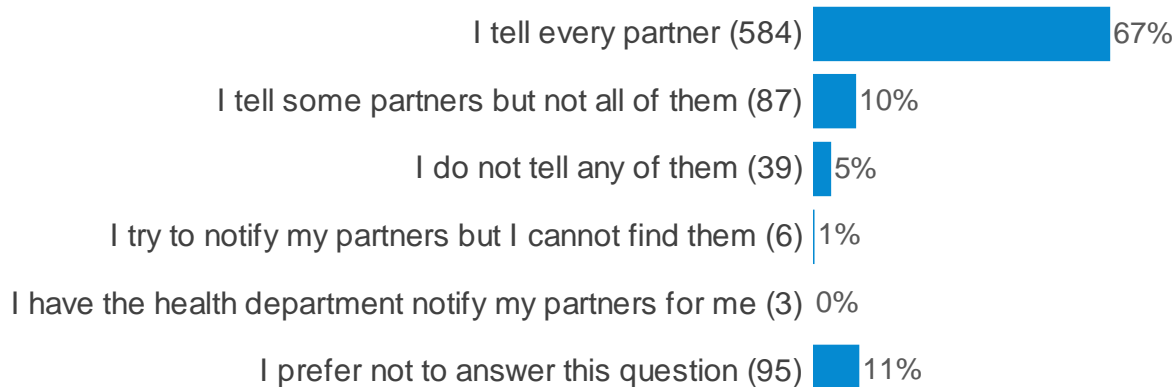 I tell every partner (584) 67%
I tell some partners but not all of them (87) 10%
I do not tell any of them (39) 5%
I try to notify my partners but I cannot find them (6) 1%
I have the health department notify my partners for me (3) 0%
I prefer not to answer this question (95) 11%